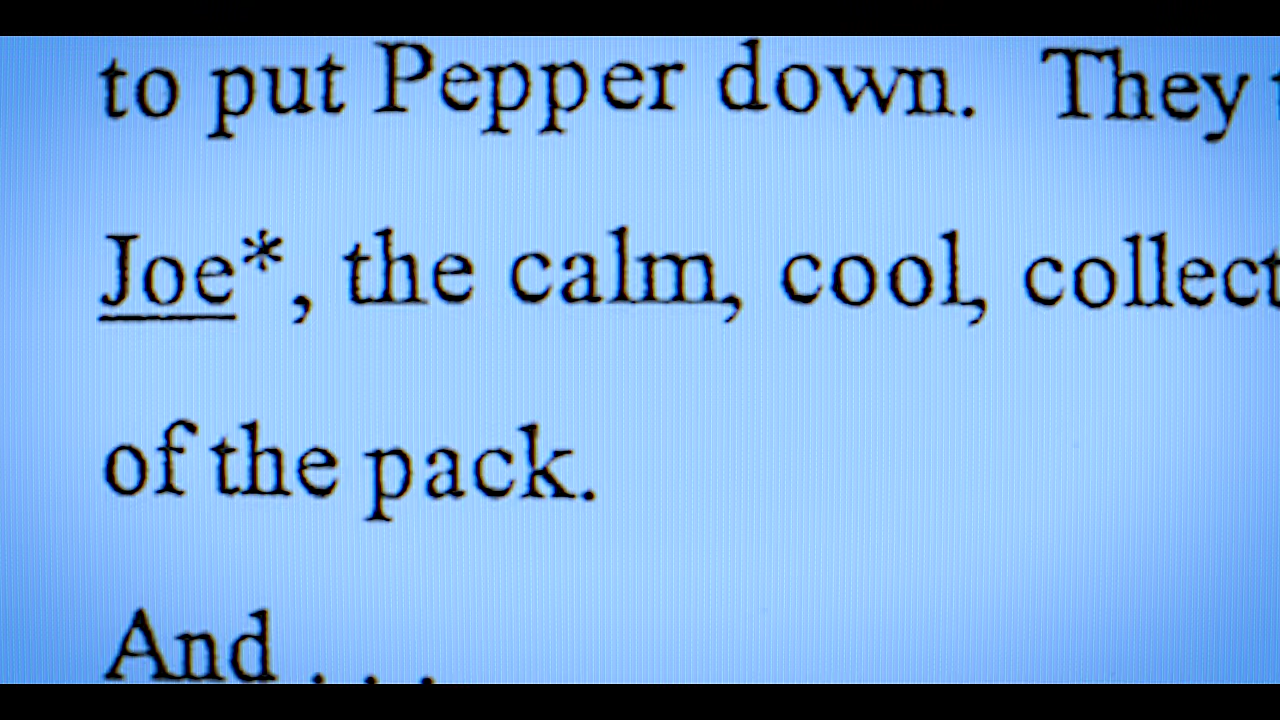 to put Pepper down. They
Joe*, the calm, cool, collect
of the pack.
And . . .